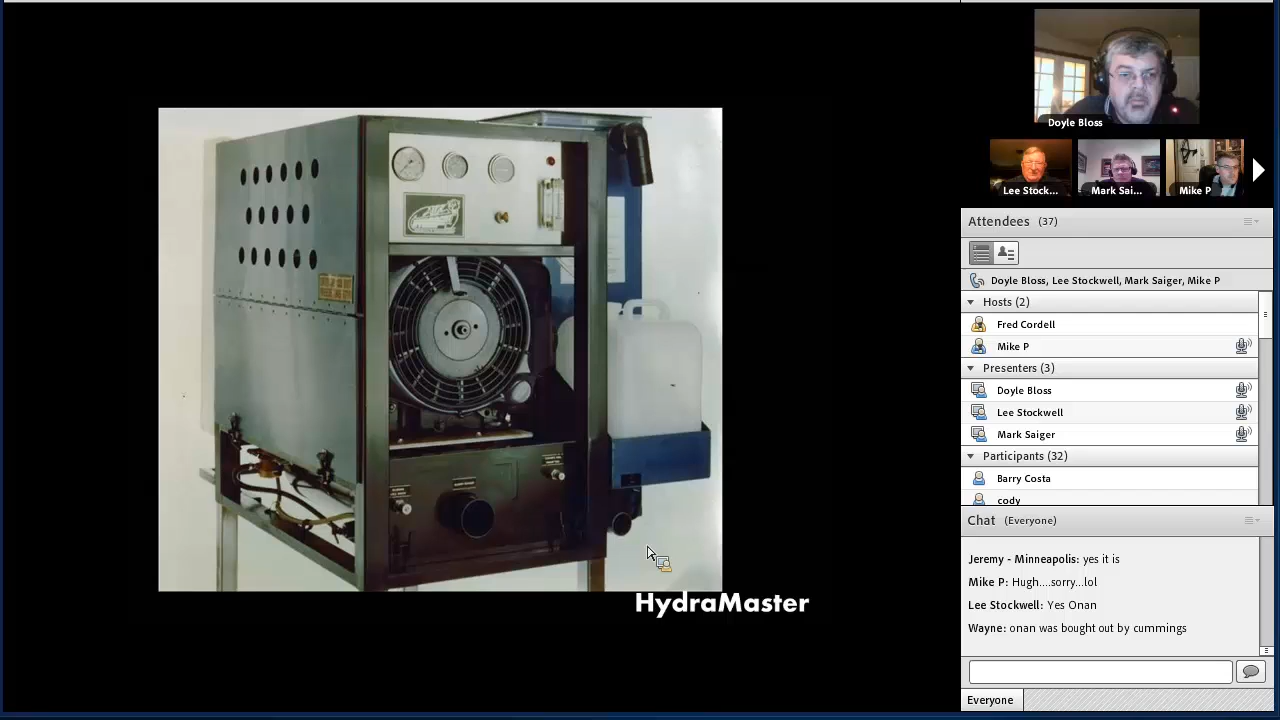 HydraMaster
Doyle Bloss
Lee Stock...
Mark Sai...
Mike P
Attendees (37)
Doyle Bloss, Lee Stockwell, Mark Saiger, Mike P
Hosts (2)
Fred Cordell
Mike P
Presenters (3)
Doyle Bloss
Lee Stockwell
Mark Saiger
Participants (32)
Barry Costa
cody
Chat (Everyone)
Jeremy - Minneapolis: yes it is
Mike P: Hugh....sorry...lol
Lee Stockwell: Yes Onan
Wayne: onan was bought out by cummings
Everyone